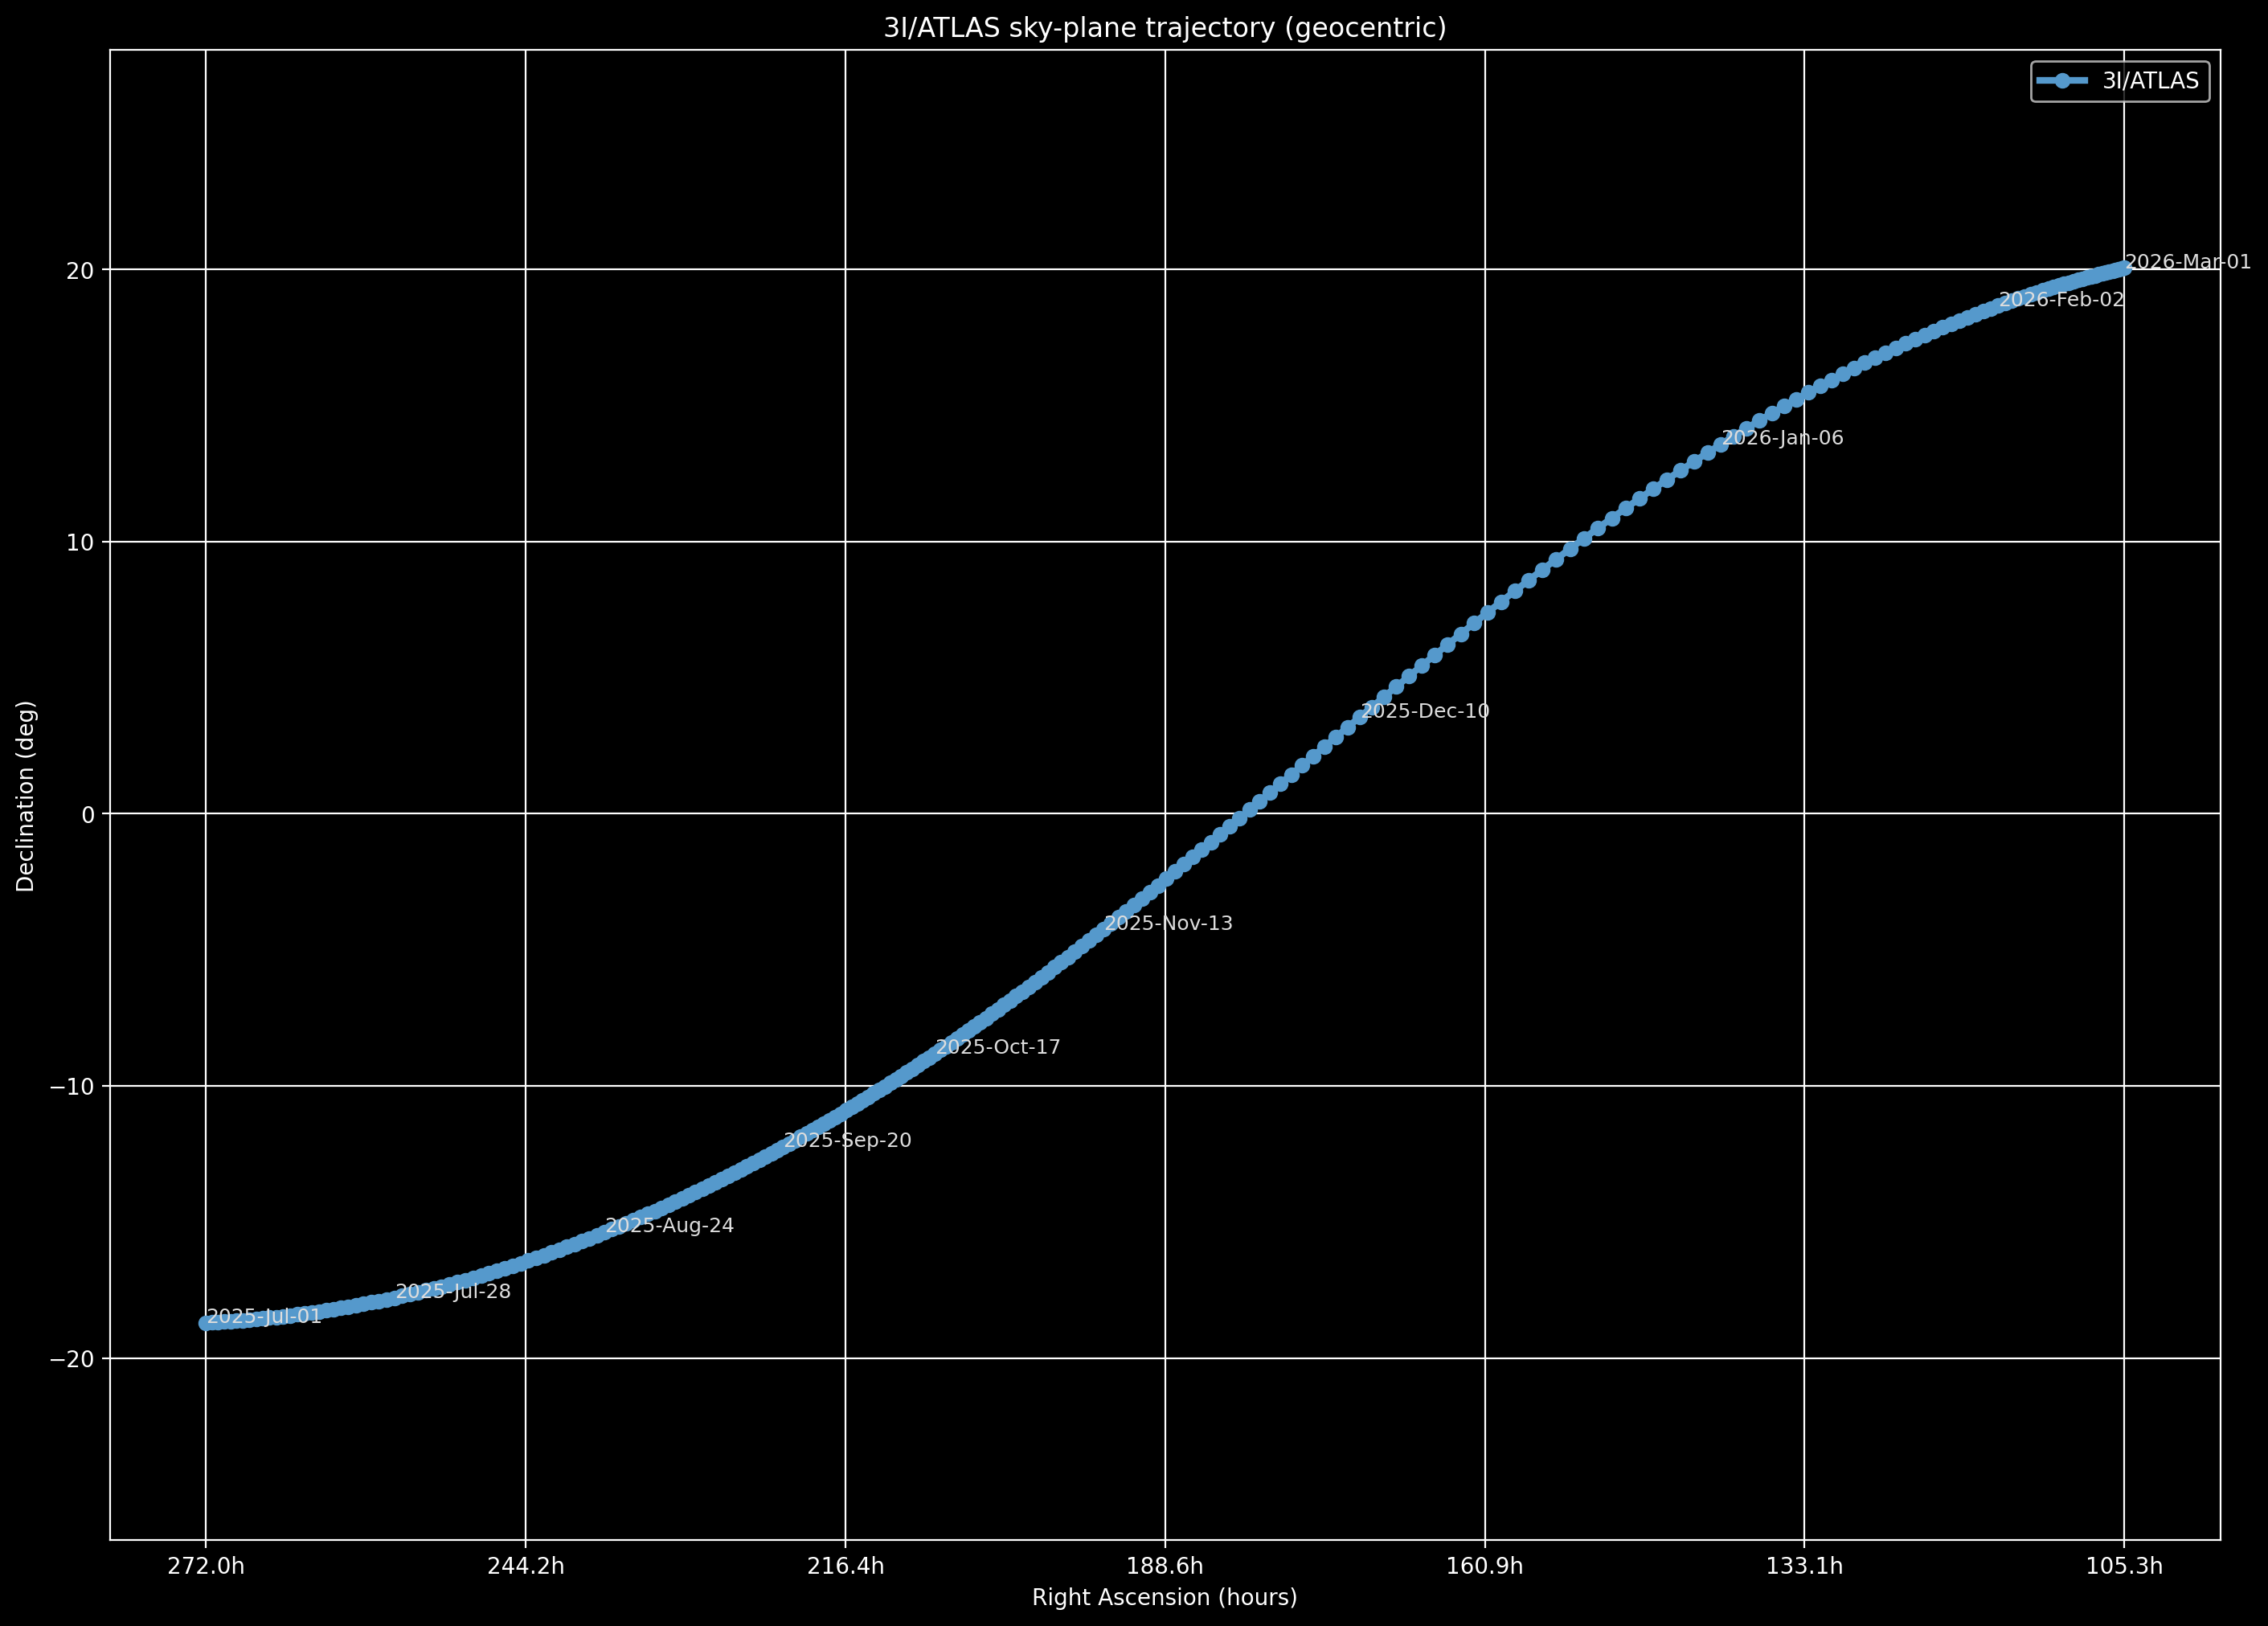 3I/ATLAS sky-plane trajectory (geocentric)
3I/ATLAS
20
10
0
−10
−20
Declination (deg)
2026-Mar-01
2026-Feb-02
2026-Jan-06
2025-Dec-10
2025-Nov-13
2025-Oct-17
2025-Sep-20
2025-Aug-24
2025-Jul-28
2025-Jul-01
272.0h 244.2h 216.4h 188.6h 160.9h 133.1h 105.3h
Right Ascension (hours)